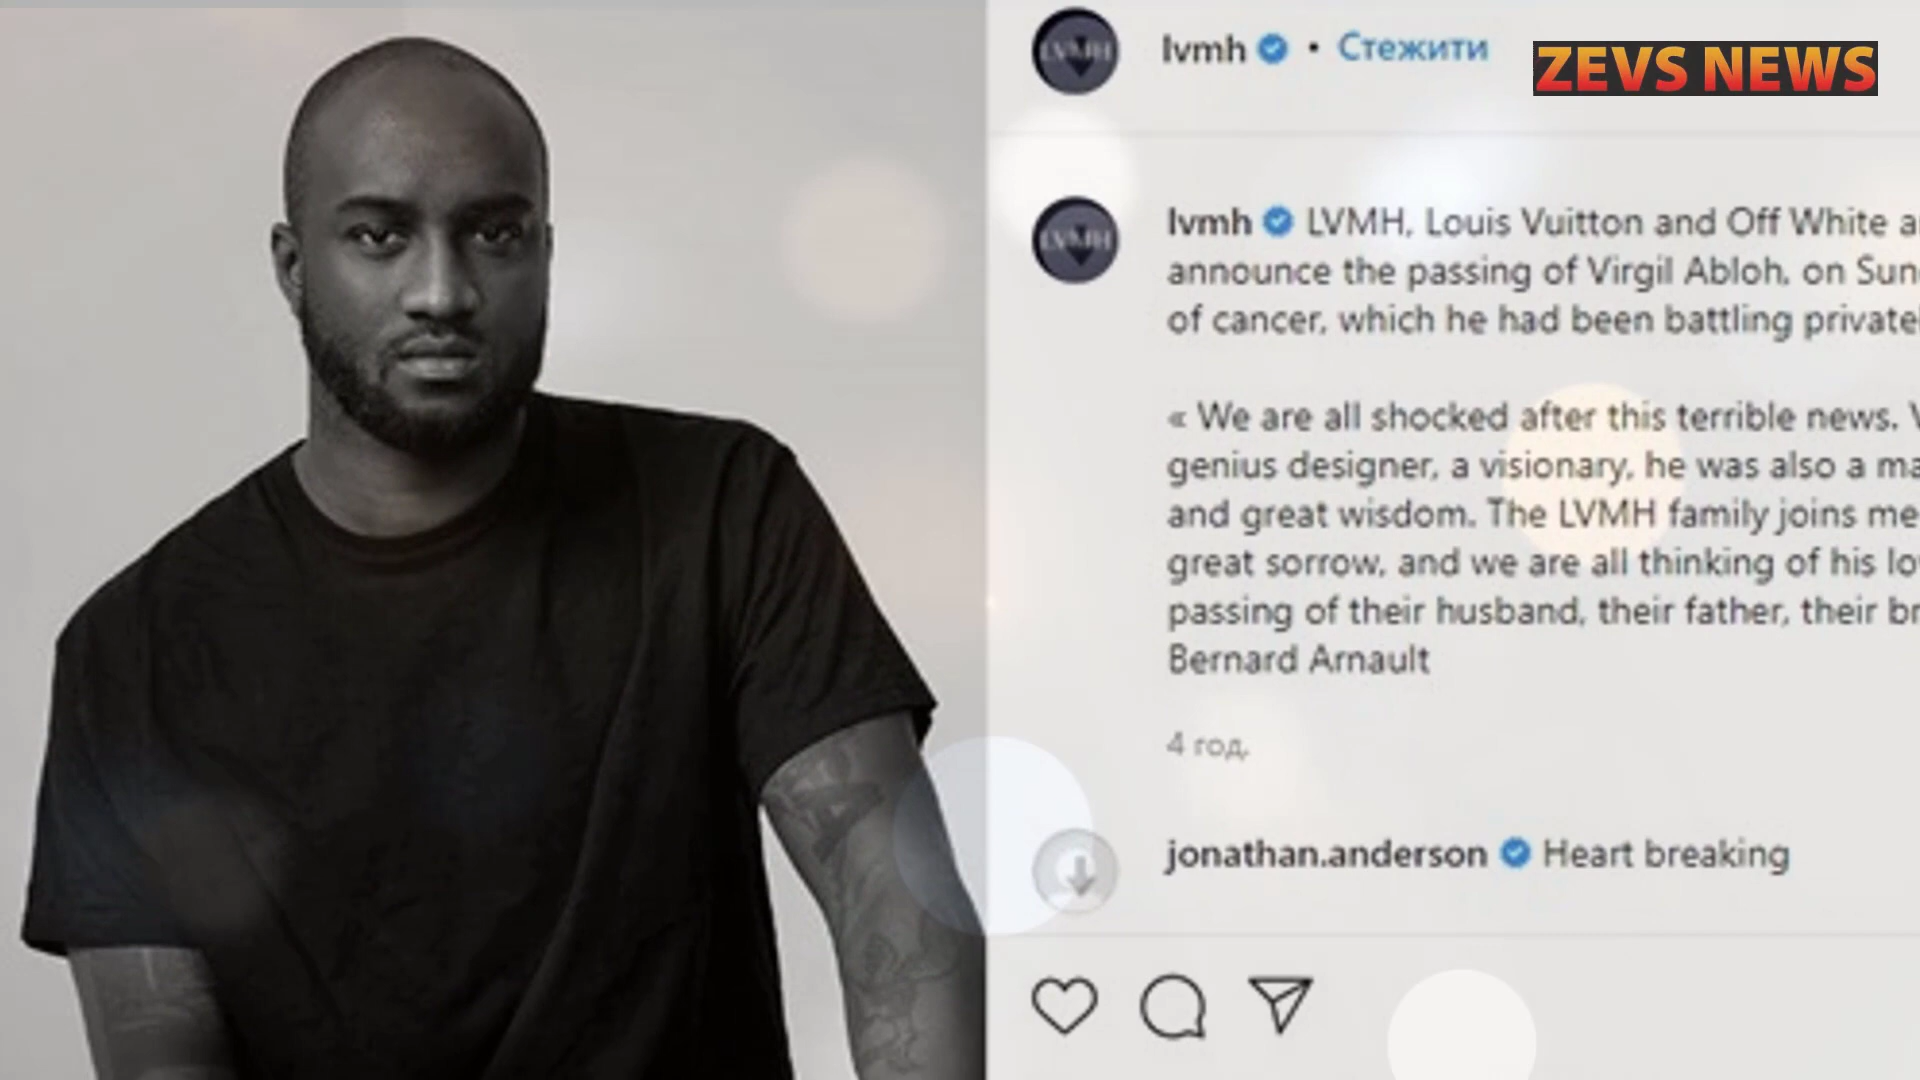 lvmh • Стежити
ZEVS NEWS
LVMH
lvmh LVMH, Louis Vuitton and Off White
announce the passing of Virgil Abloh, on
of cancer, which he had been battling
« We are all shocked after this terrible news.
genius designer, a visionary, he was also a
and great wisdom. The LVMH family joins me
great sorrow, and we are all thinking of his
passing of their husband, their father, their
Bernard Arnault
4 год.
jonathan.anderson Heart breaking